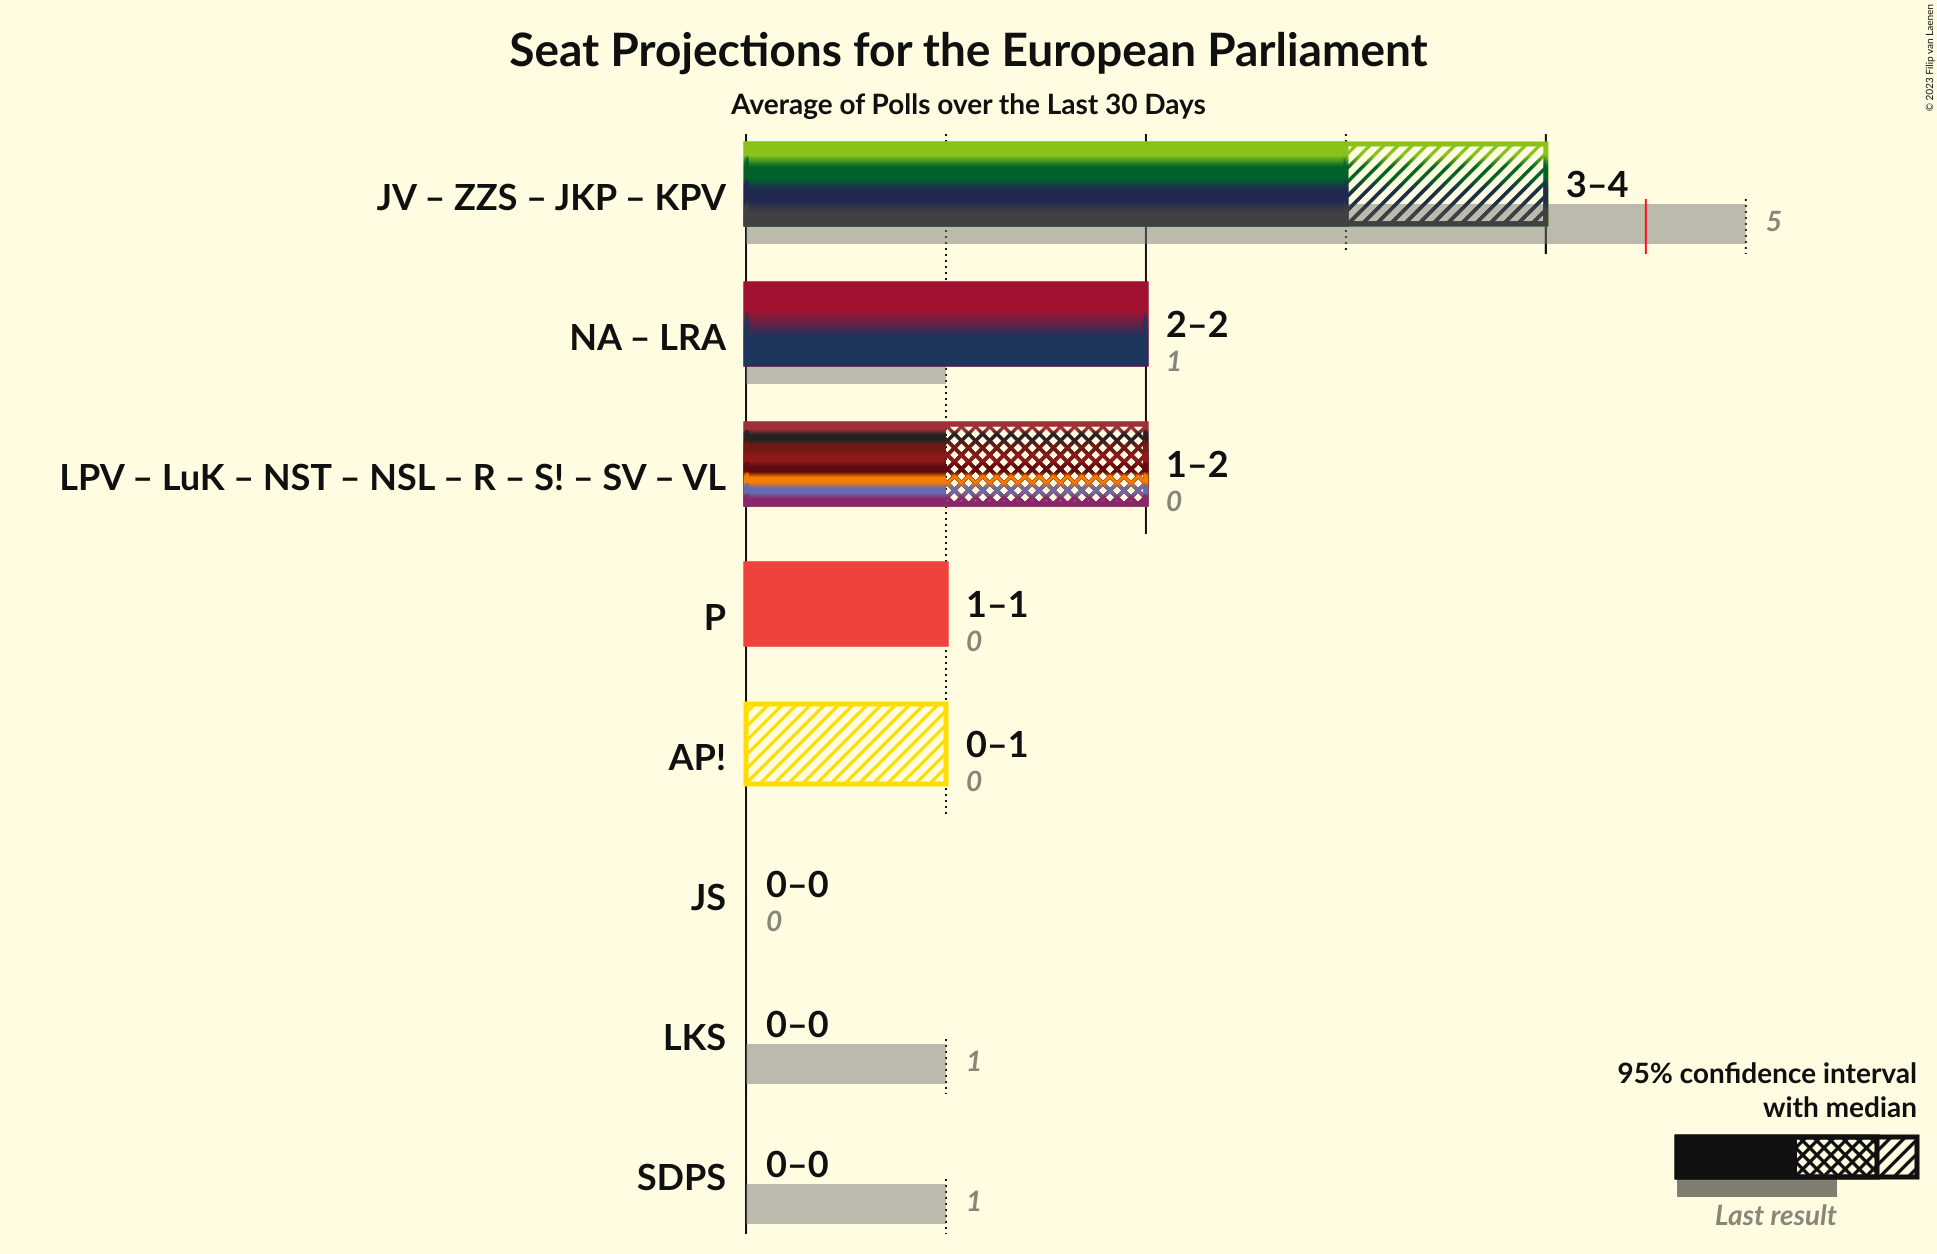 Seat Projections for the European Parliament
Average of Polls over the Last 30 Days
© 2023 Filip van Laenen
JV – ZZS – JKP – KPV
3–4
5
NA – LRA
2–2
1
LPV – LuK – NST – NSL – R – S! – SV – VL
1–2
0
P
1–1
0
AP!
0–1
0
JS
0–0
0
LKS
0–0
1
SDPS
0–0
1
95% confidence interval
with median
Last result